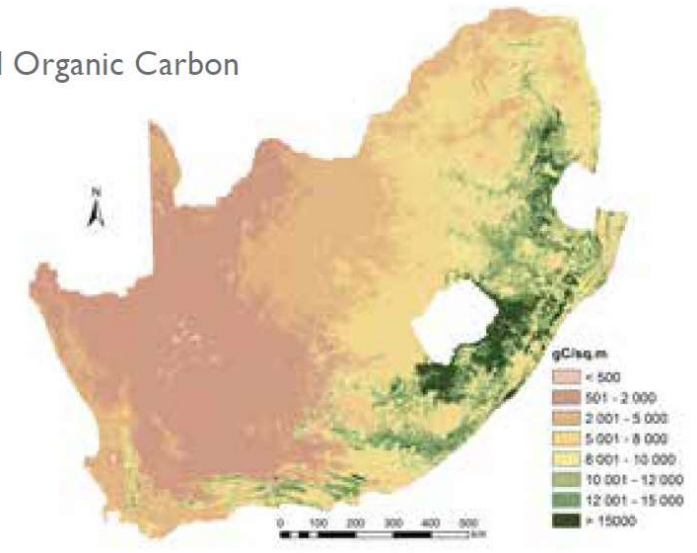 Organic Carbon
N
gC/sq.m
< 500
501 - 2 000
2 001 - 5 000
5 001 - 8 000
8 001 - 10 000
10 001 - 12 000
12 001 - 15 000
> 15000
0 100 200 300 400 500
km